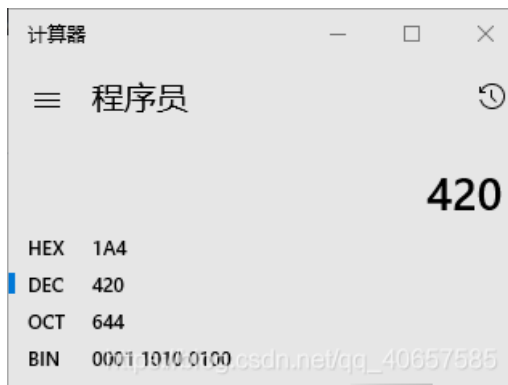 计算器
程序员
420
HEX 1A4
DEC 420
OCT 644
BIN 0001 1010 0100
https://blog.csdn.net/qq_40657585